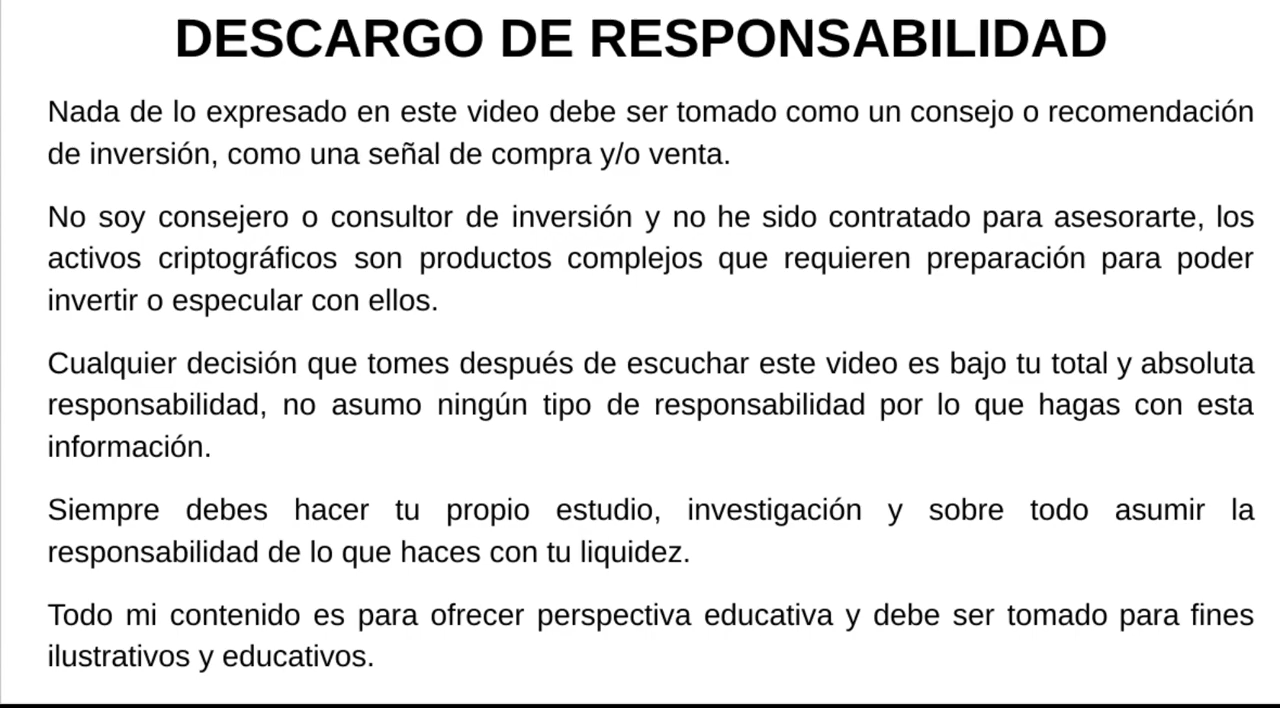 DESCARGO DE RESPONSABILIDAD
Nada de lo expresado en este video debe ser tomado como un consejo o recomendación
de inversión, como una señal de compra y/o venta.
No soy consejero o consultor de inversión y no he sido contratado para asesorarte, los
activos criptográficos son productos complejos que requieren preparación para poder
invertir o especular con ellos.
Cualquier decisión que tomes después de escuchar este video es bajo tu total y absoluta
responsabilidad, no asumo ningún tipo de responsabilidad por lo que hagas con esta
información.
Siempre debes hacer tu propio estudio, investigación y sobre todo asumir la
responsabilidad de lo que haces con tu liquidez.
Todo mi contenido es para ofrecer perspectiva educativa y debe ser tomado para fines
ilustrativos y educativos.